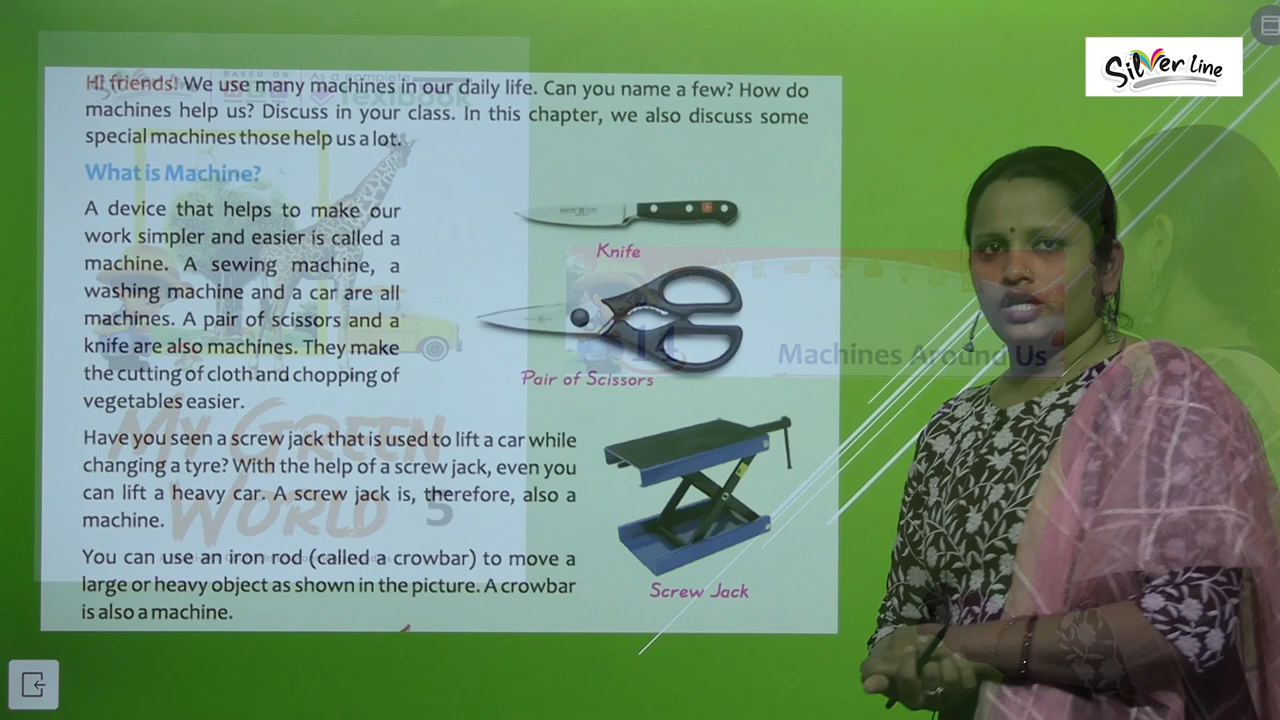 Silver Line
Hi friends! We use many machines in our daily life. Can you name a few? How do
machines help us? Discuss in your class. In this chapter, we also discuss some
special machines those help us a lot.
What is Machine?
A device that helps to make our
work simpler and easier is called a
machine. A sewing machine, a
washing machine and a car are all
machines. A pair of scissors and a
knife are also machines. They make
the cutting of cloth and chopping of
vegetables easier.
Have you seen a screw jack that is used to lift a car while
changing a tyre? With the help of a screw jack, even you
can lift a heavy car. A screw jack is, therefore, also a
machine.
You can use an iron rod (called a crowbar) to move a
large or heavy object as shown in the picture. A crowbar
is also a machine.
Knife
Pair of Scissors
Screw Jack
BASED ON
As a complete
Textbook
My Green
World 5
14
Machines Around Us